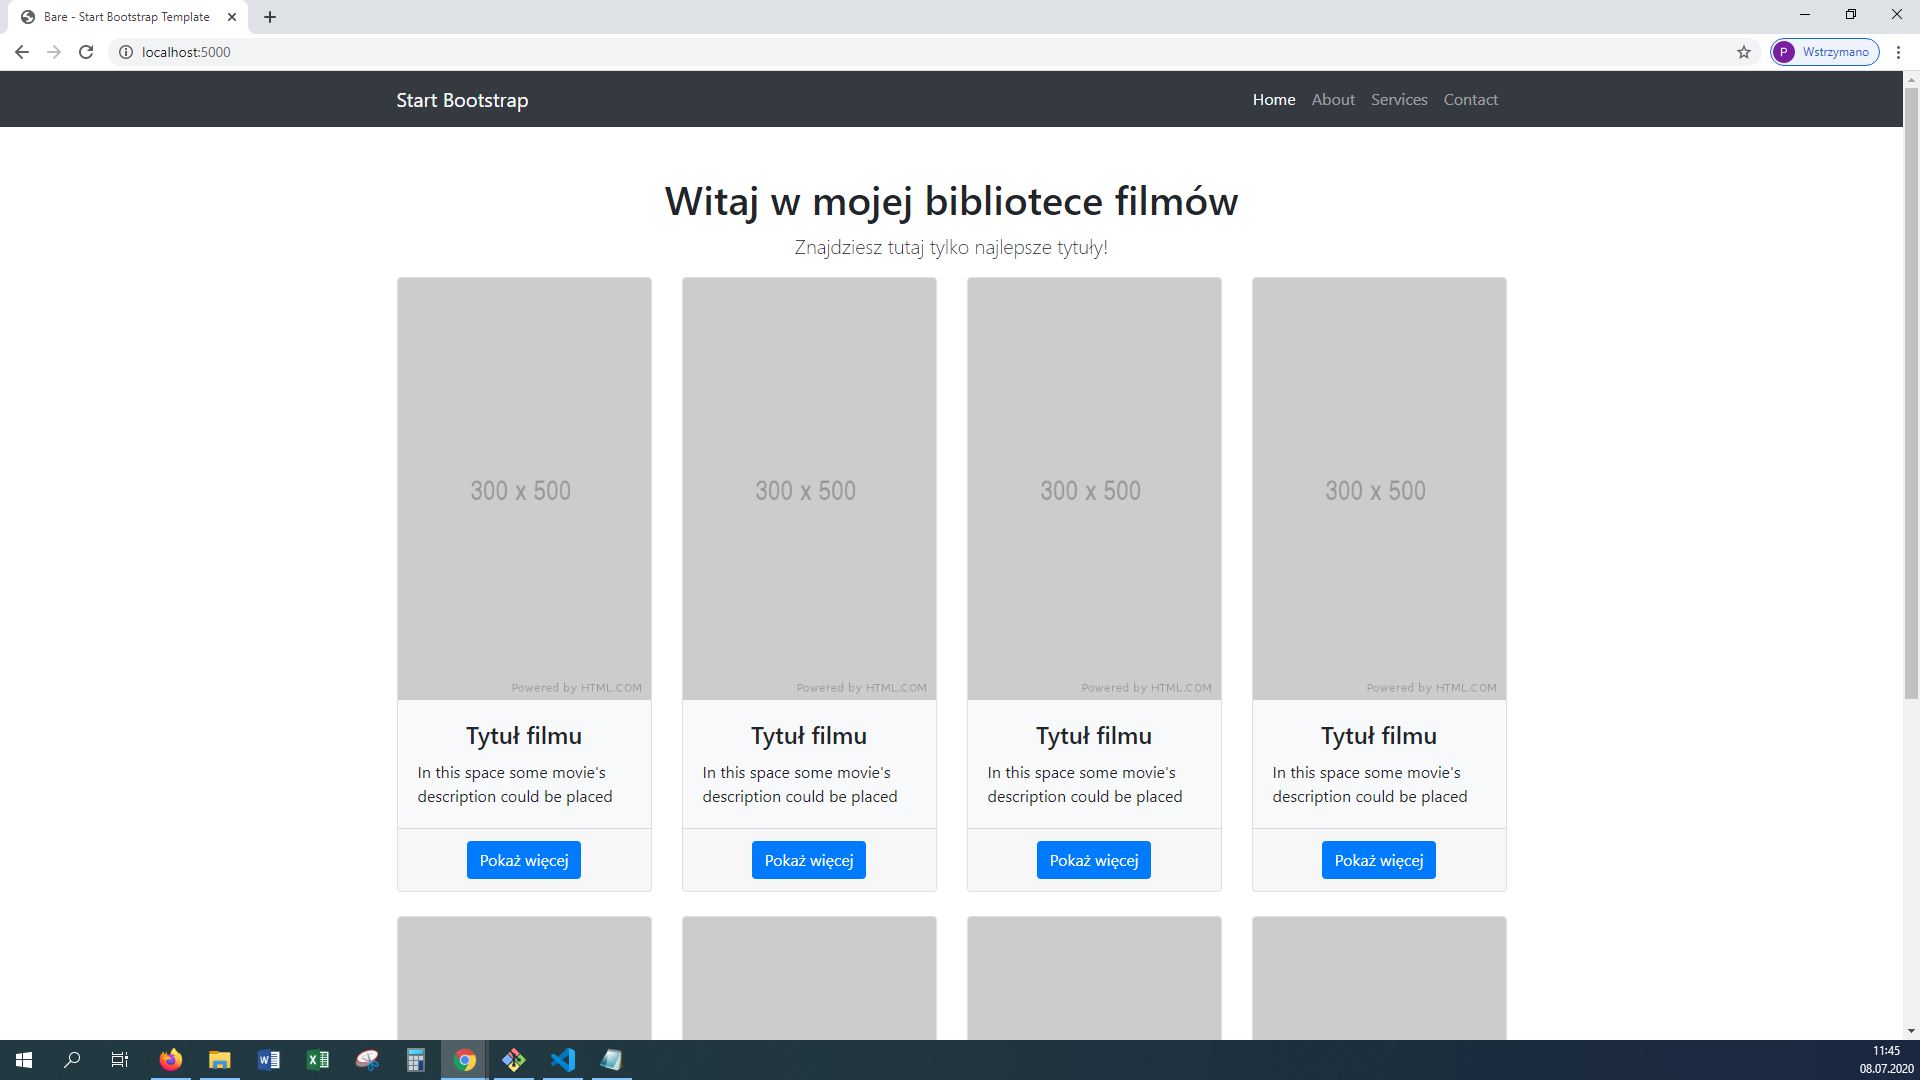 Bare - Start Bootstrap Template
localhost:5000
P Wstrzymano
Start Bootstrap
Home About Services Contact
Witaj w mojej bibliotece filmów
Znajdziesz tutaj tylko najlepsze tytuły!
300 x 500 300 x 500 300 x 500 300 x 500
Powered by HTML.COM Powered by HTML.COM Powered by HTML.COM Powered by HTML.COM
Tytuł filmu Tytuł filmu Tytuł filmu Tytuł filmu
In this space some movie's In this space some movie's In this space some movie's In this space some movie's
description could be placed description could be placed description could be placed description could be placed
Pokaż więcej Pokaż więcej Pokaż więcej Pokaż więcej
11:45
08.07.2020